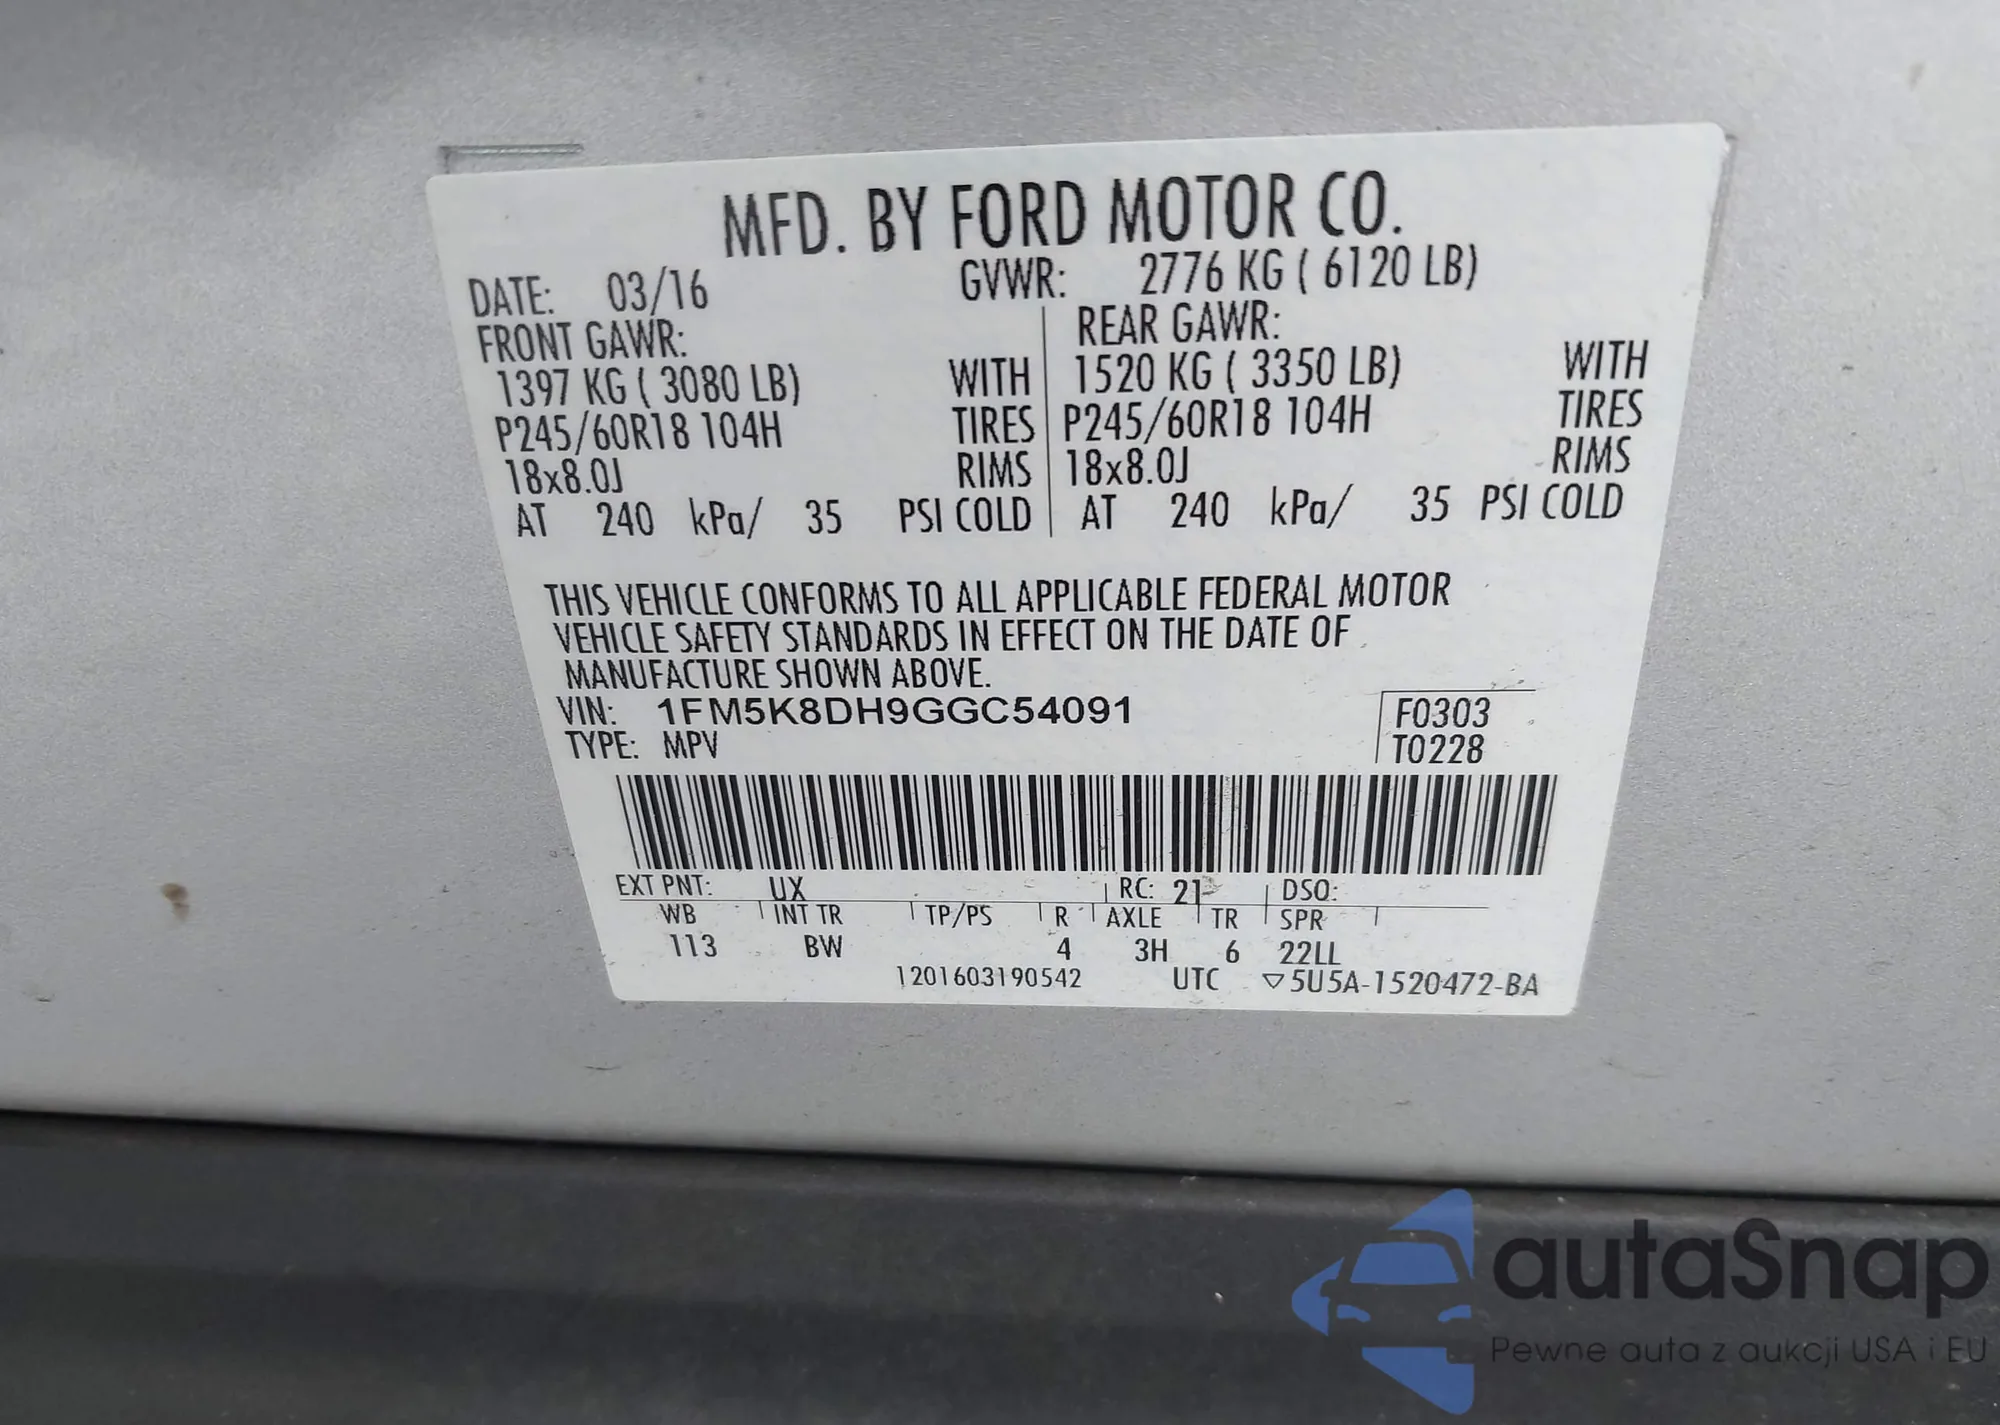 MFD. BY FORD MOTOR CO.
DATE: 03/16 GVWR: 2776 KG ( 6120 LB)
FRONT GAWR: REAR GAWR:
1397 KG ( 3080 LB) WITH 1520 KG ( 3350 LB) WITH
P245/60R18 104H TIRES P245/60R18 104H TIRES
18x8.0J RIMS 18x8.0J RIMS
AT 240 kPa/ 35 PSI COLD AT 240 kPa/ 35 PSI COLD
THIS VEHICLE CONFORMS TO ALL APPLICABLE FEDERAL MOTOR
VEHICLE SAFETY STANDARDS IN EFFECT ON THE DATE OF
MANUFACTURE SHOWN ABOVE.
VIN: 1FM5K8DH9GGC54091 F0303
TYPE: MPV T0228
EXT PNT: UX RC: 21 DSO:
WB INT TR TP/PS R AXLE TR SPR
113 BW 4 3H 6 22LL
1201603190542 UTC ▽5U5A-1520472-BA
autaSnap
Pewne auta z aukcji USA i EU